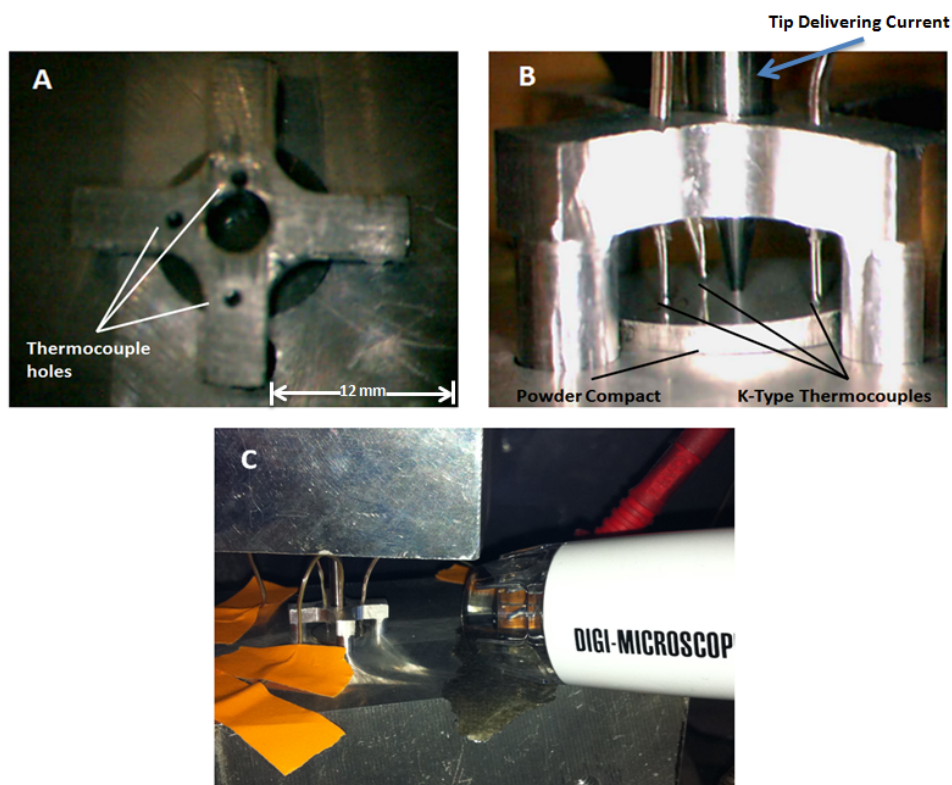 Tip Delivering Current
A
B
Thermocouple
holes
12 mm
Powder Compact
K-Type Thermocouples
C
DIGI-MICROSCOP